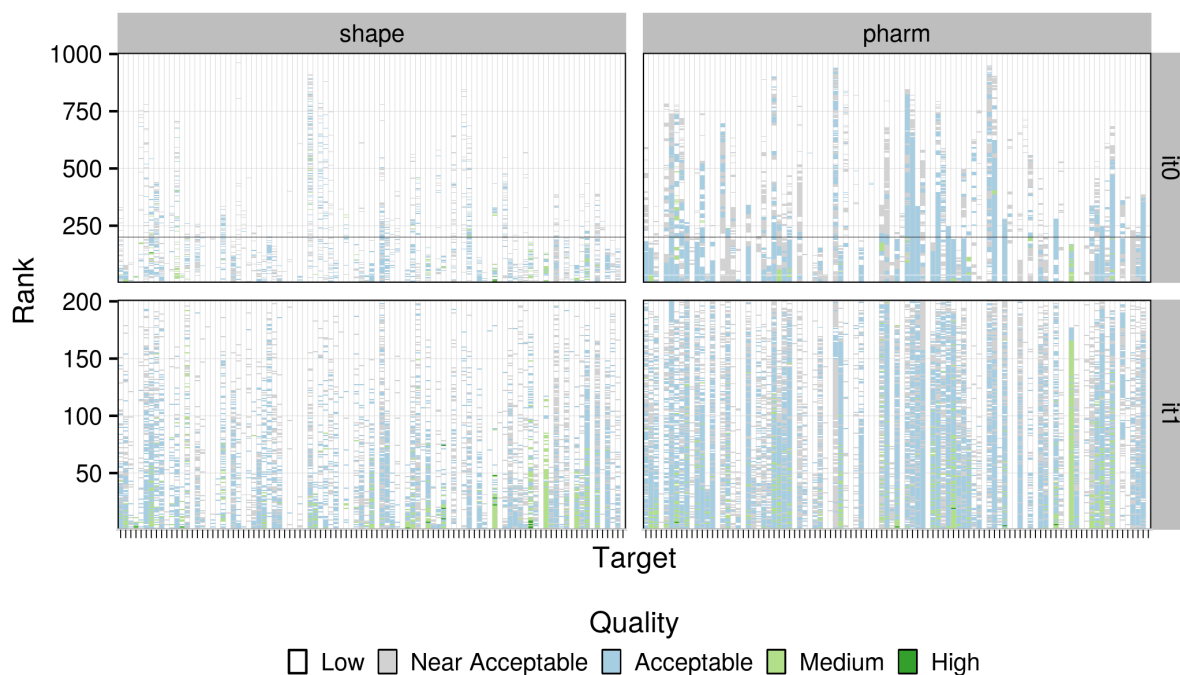 shape pharm
1000
750
500
250
it0
Rank
200
150
100
50
it1
Target
Quality
Low Near Acceptable Acceptable Medium High